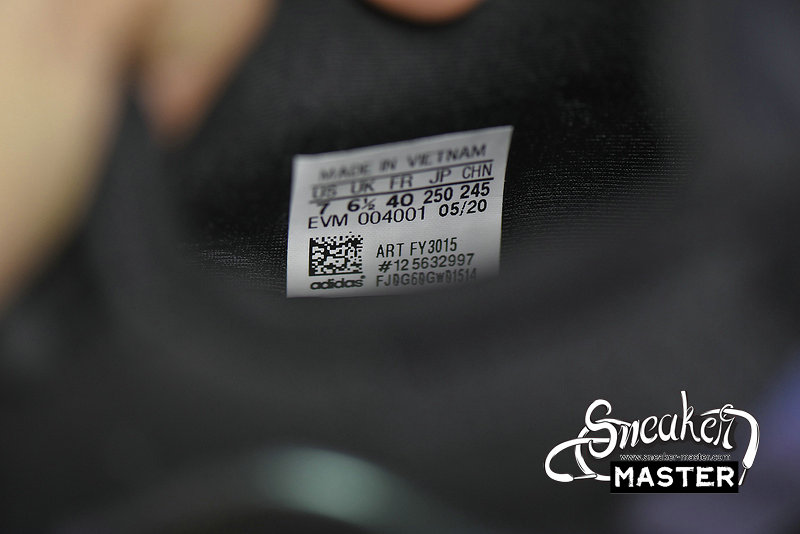 MADE IN VIETNAM
US UK FR JP CHN
7 6½ 40 250 245
EVM 004001 05/20
ART FY3015
#125632997
FJ0G60GW01514
adidas®
Sneaker
www.sneaker-master.com
MASTER